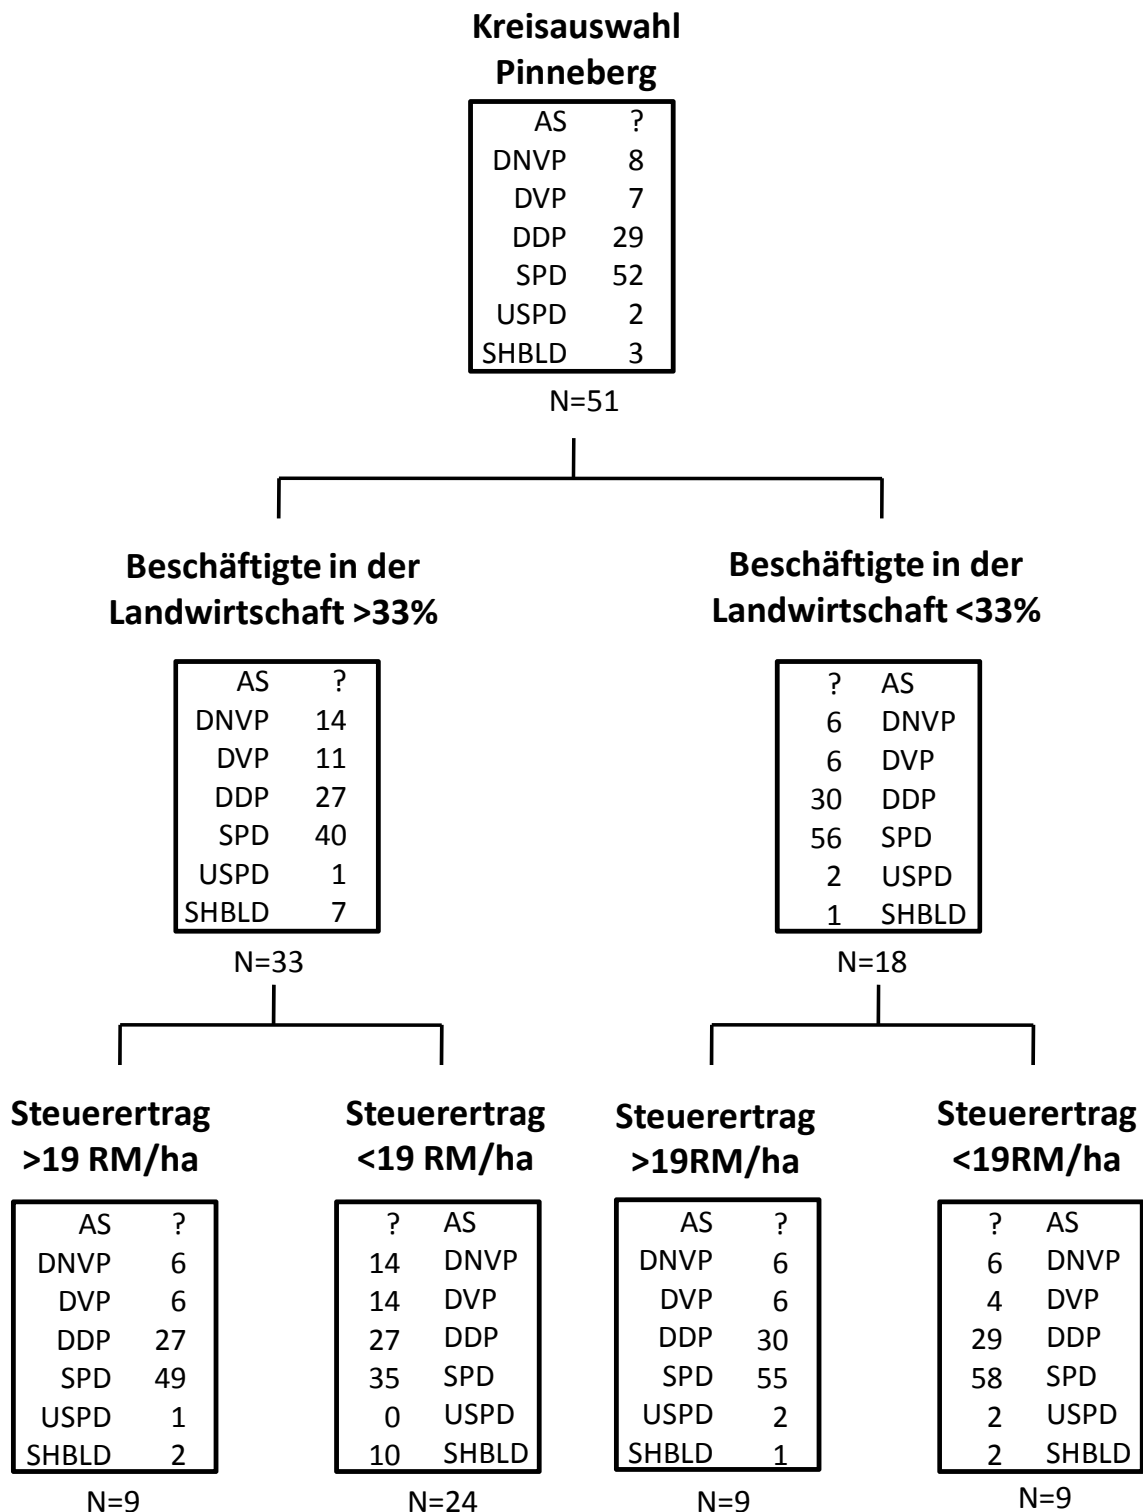 Kreisauswahl
Pinneberg
AS ?
DNVP 8
DVP 7
DDP 29
SPD 52
USPD 2
SHBLD 3
N=51
Beschäftigte in der
Landwirtschaft >33%
AS ?
DNVP 14
DVP 11
DDP 27
SPD 40
USPD 1
SHBLD 7
N=33
Beschäftigte in der
Landwirtschaft <33%
? AS
6 DNVP
6 DVP
30 DDP
56 SPD
2 USPD
1 SHBLD
N=18
Steuerertrag
>19 RM/ha
AS ?
DNVP 6
DVP 6
DDP 27
SPD 49
USPD 1
SHBLD 2
N=9
Steuerertrag
<19 RM/ha
? AS
14 DNVP
14 DVP
27 DDP
35 SPD
0 USPD
10 SHBLD
N=24
Steuerertrag
>19RM/ha
AS ?
DNVP 6
DVP 6
DDP 30
SPD 55
USPD 2
SHBLD 1
N=9
Steuerertrag
<19RM/ha
? AS
6 DNVP
4 DVP
29 DDP
58 SPD
2 USPD
2 SHBLD
N=9